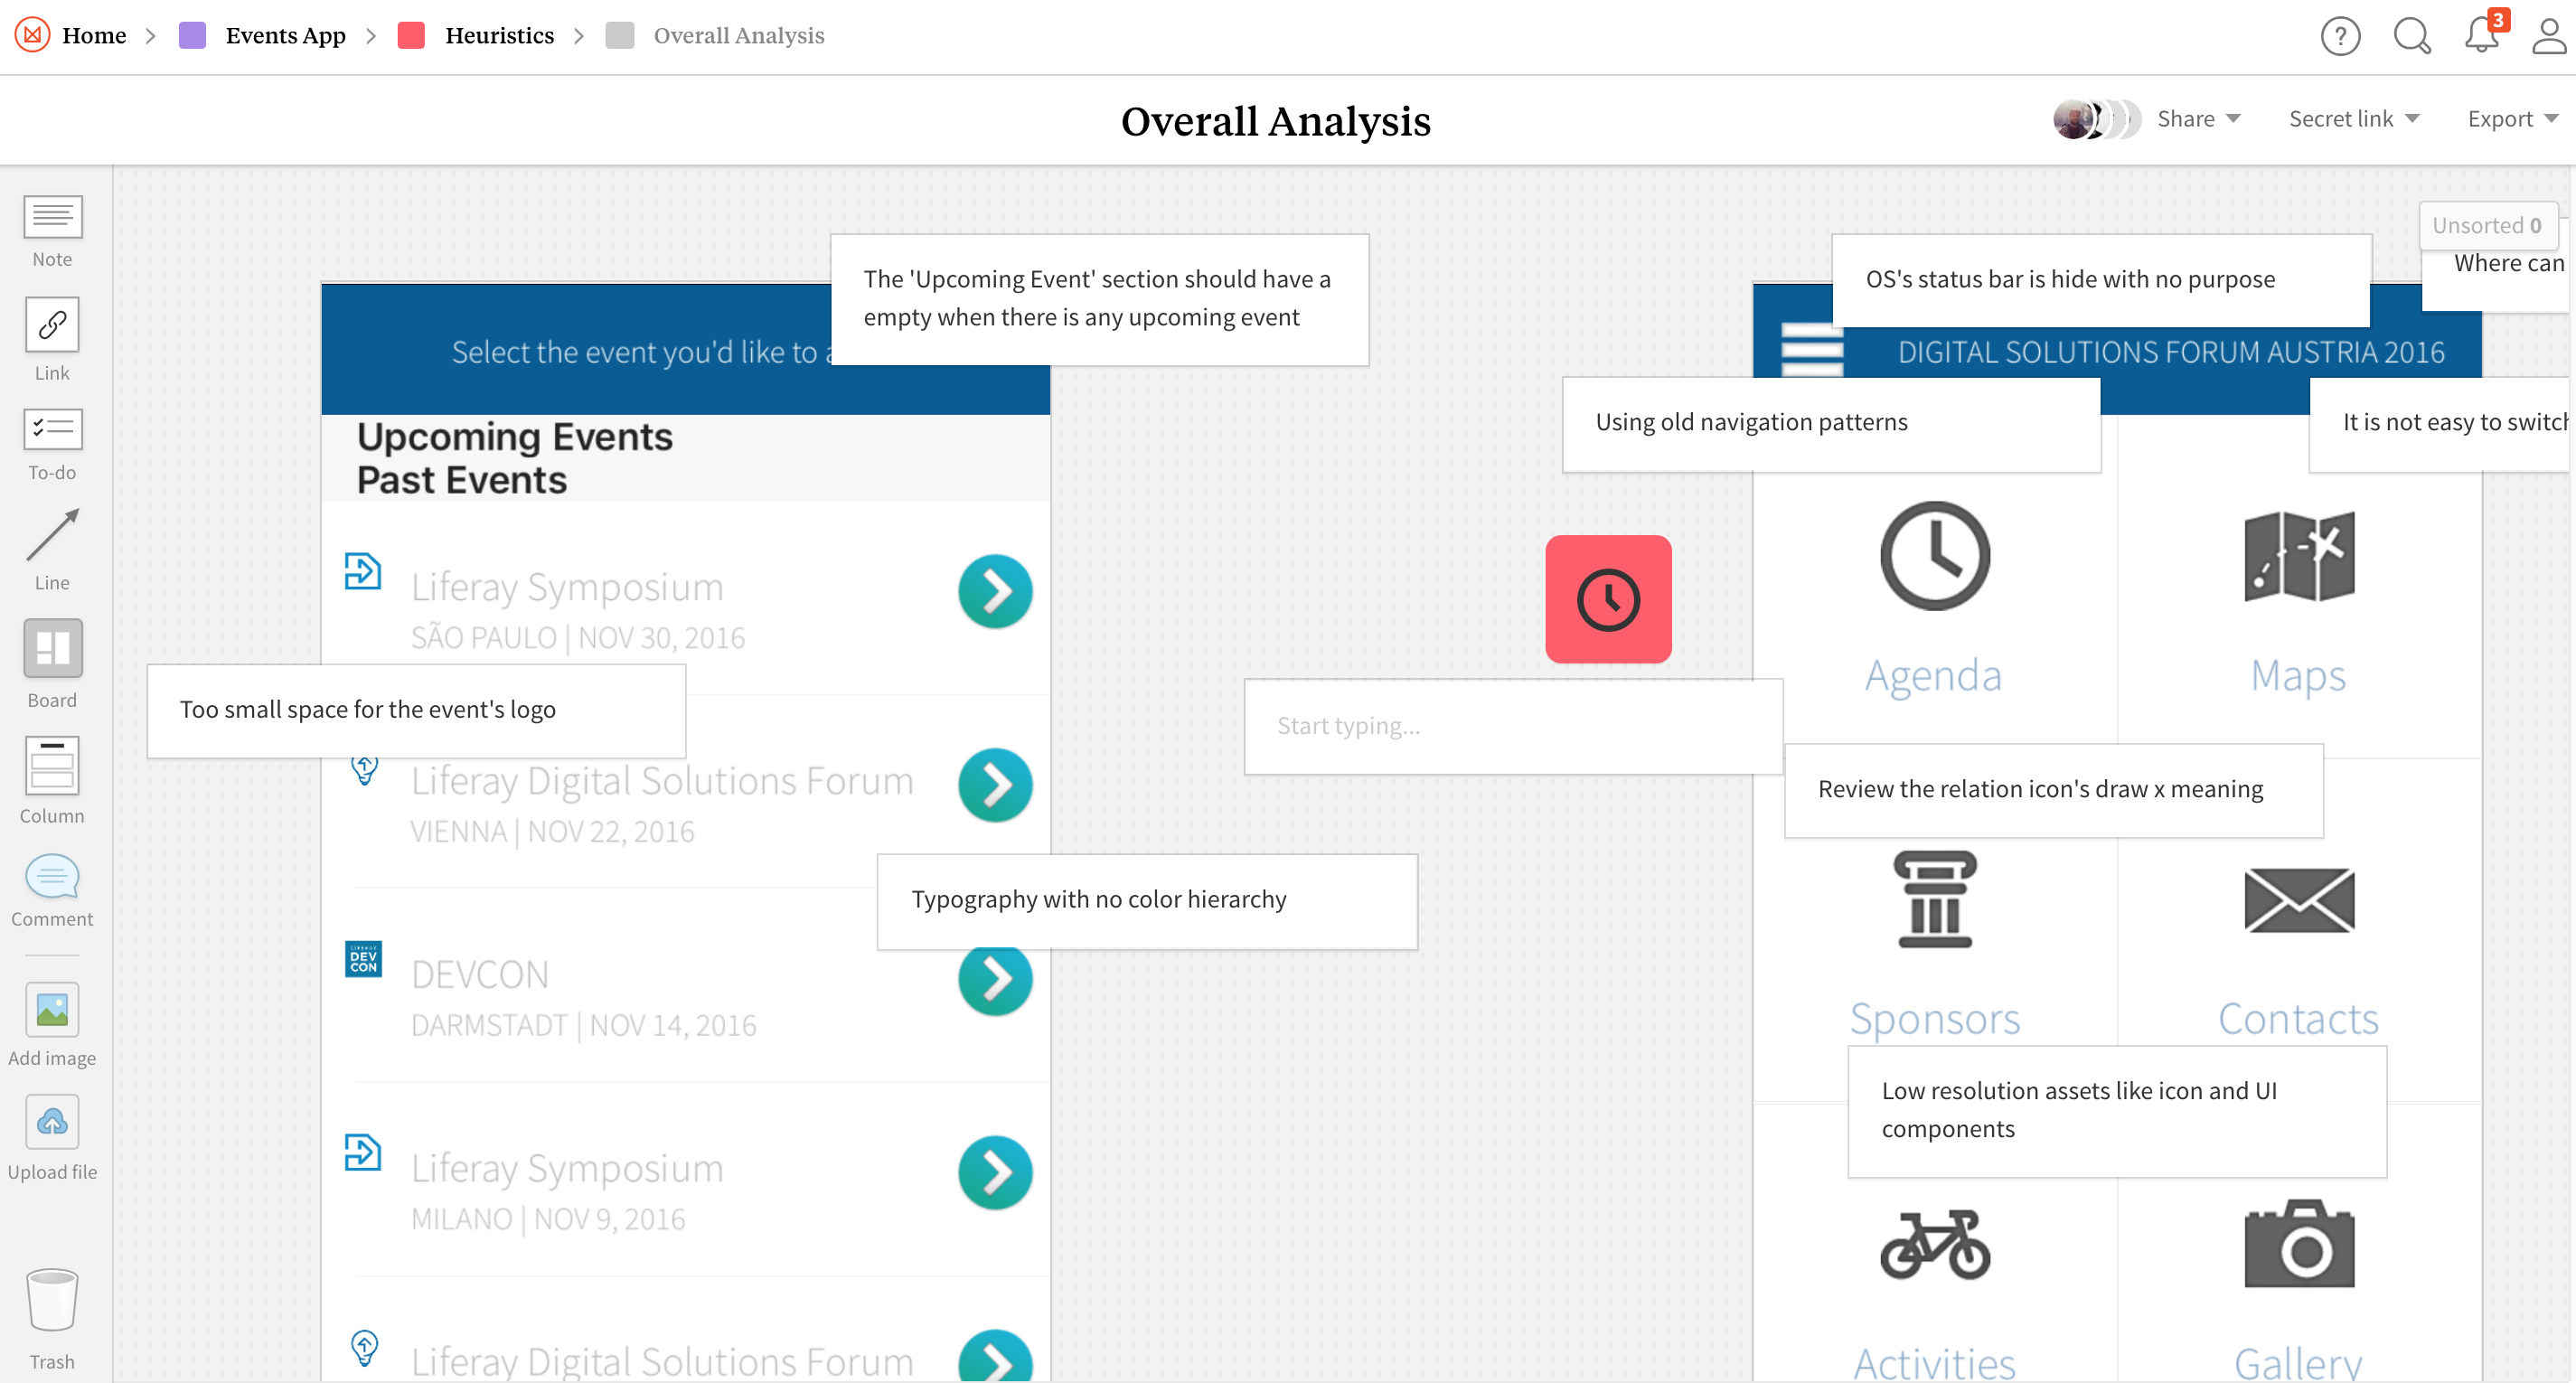 Home
Events App
Heuristics
Overall Analysis
3
Overall Analysis
Share
Secret link
Export
Note
Link
To-do
Line
Board
Column
Comment
Add image
Upload file
Trash
Unsorted 0
The 'Upcoming Event' section should have a
empty when there is any upcoming event
Select the event you'd like to a
Upcoming Events
Past Events
Liferay Symposium
SÃO PAULO | NOV 30, 2016
Too small space for the event's logo
Liferay Digital Solutions Forum
VIENNA | NOV 22, 2016
Typography with no color hierarchy
LIFERAY
DEV
CON
DEVCON
DARMSTADT | NOV 14, 2016
Liferay Symposium
MILANO | NOV 9, 2016
Liferay Digital Solutions Forum
Start typing...
OS's status bar is hide with no purpose
Where can
DIGITAL SOLUTIONS FORUM AUSTRIA 2016
Using old navigation patterns
It is not easy to switch
Agenda
Maps
Review the relation icon's draw x meaning
Sponsors
Contacts
Low resolution assets like icon and UI
components
Activities
Gallery